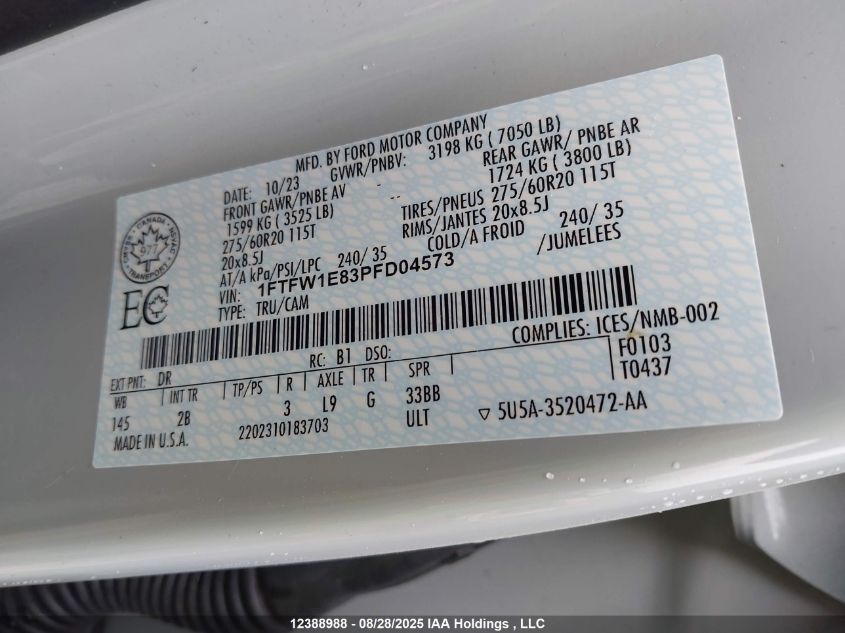 MFD. BY FORD MOTOR COMPANY
DATE: 10/23 GVWR/PNBV: 3198 KG ( 7050 LB)
FRONT GAWR/PNBE AV - REAR GAWR/ PNBE AR
1599 KG ( 3525 LB) -- 1724 KG ( 3800 LB)
275/60R20 115T TIRES/PNEUS 275/60R20 115T
20x8.5J RIMS/JANTES 20x8.5J
AT/A kPa/PSI/LPC 240/ 35 COLD/A FROID 240/ 35
VIN: 1FTFW1E83PFD04573 /JUMELEES
TYPE: TRU/CAM
CANADA
977
TRANSPORT
EC
COMPLIES: ICES/NMB-002
EXT PNT: DR RC: B1 DSO: F0103
WB INT TR TP/PS R AXLE TR SPR T0437
145 2B 3 L9 G 33BB
MADE IN U.S.A. 2202310183703 ULT ▽ 5U5A-3520472-AA
12388988 - 08/28/2025 IAA Holdings , LLC